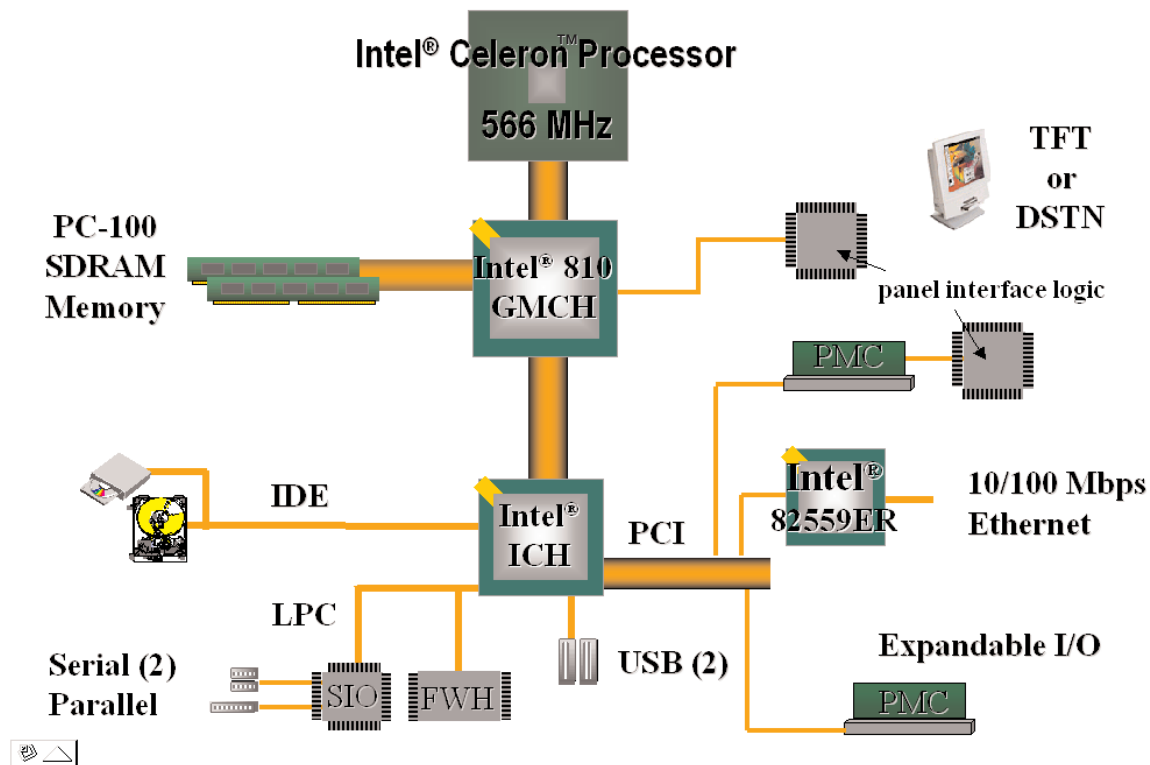 Intel® Celeron™ Processor
566 MHz
TFT
or
DSTN
PC-100
SDRAM
Memory
Intel® 810
GMCH
panel interface logic
PMC
IDE
Intel®
ICH
PCI
Intel®
82559ER
10/100 Mbps
Ethernet
LPC
Serial (2)
Parallel
SIO
FWH
USB (2)
Expandable I/O
PMC